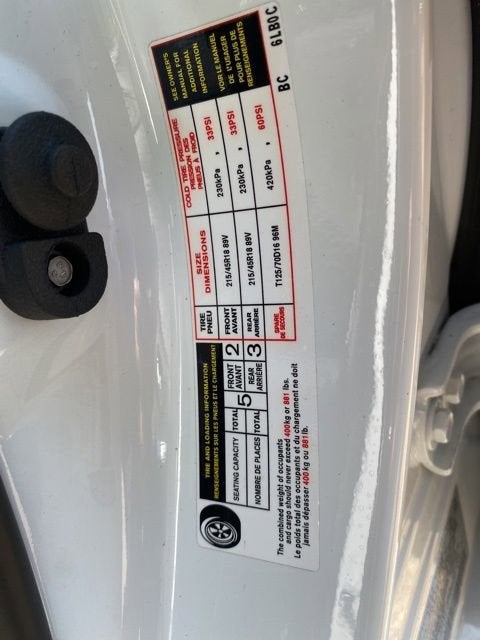 TIRE AND LOADING INFORMATION
RENSEIGNEMENTS SUR LES PNEUS ET LE CHARGEMENT
SEATING CAPACITY TOTAL 5 FRONT AVANT 2 REAR ARRIÈRE 3
NOMBRE DE PLACES TOTAL
The combined weight of occupants
and cargo should never exceed 400kg or 881 lbs.
Le poids total des occupants et du chargement ne doit
jamais dépasser 400 kg ou 881 lb.
TIRE PNEU SIZE DIMENSIONS COLD TIRE PRESSURE PRESSION DES PNEUS À FROID
FRONT AVANT 215/45R18 89V 230kPa , 33PSI
REAR ARRIÈRE 215/45R18 89V 230kPa , 33PSI
SPARE DE SECOURS T125/70D16 96M 420kPa , 60PSI
SEE OWNER'S
MANUAL FOR
ADDITIONAL
INFORMATION
VOIR LE MANUEL
DE L'USAGER
POUR PLUS DE
RENSEIGNEMENTS
BC 6LB0C